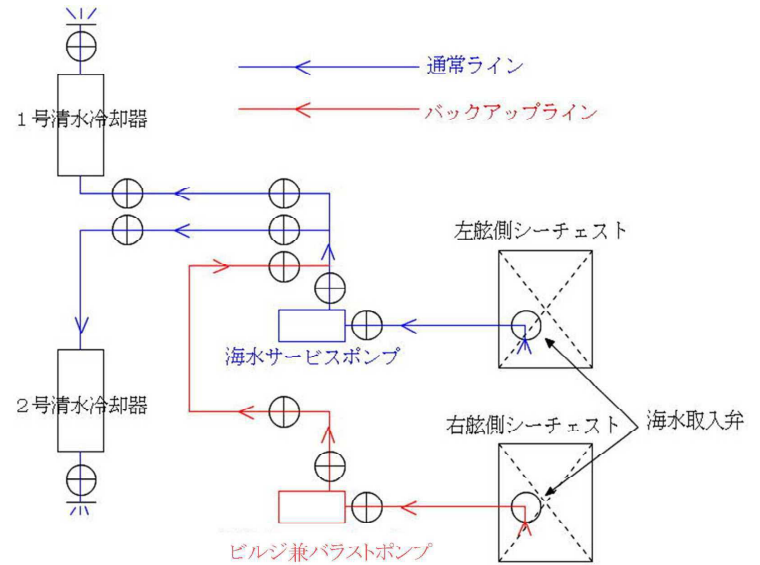 通常ライン
1号清水冷却器
バックアップライン
左舷側シーチェスト
海水サービスポンプ
2号清水冷却器
右舷側シーチェスト
海水取入弁
ビルジ兼バラストポンプ